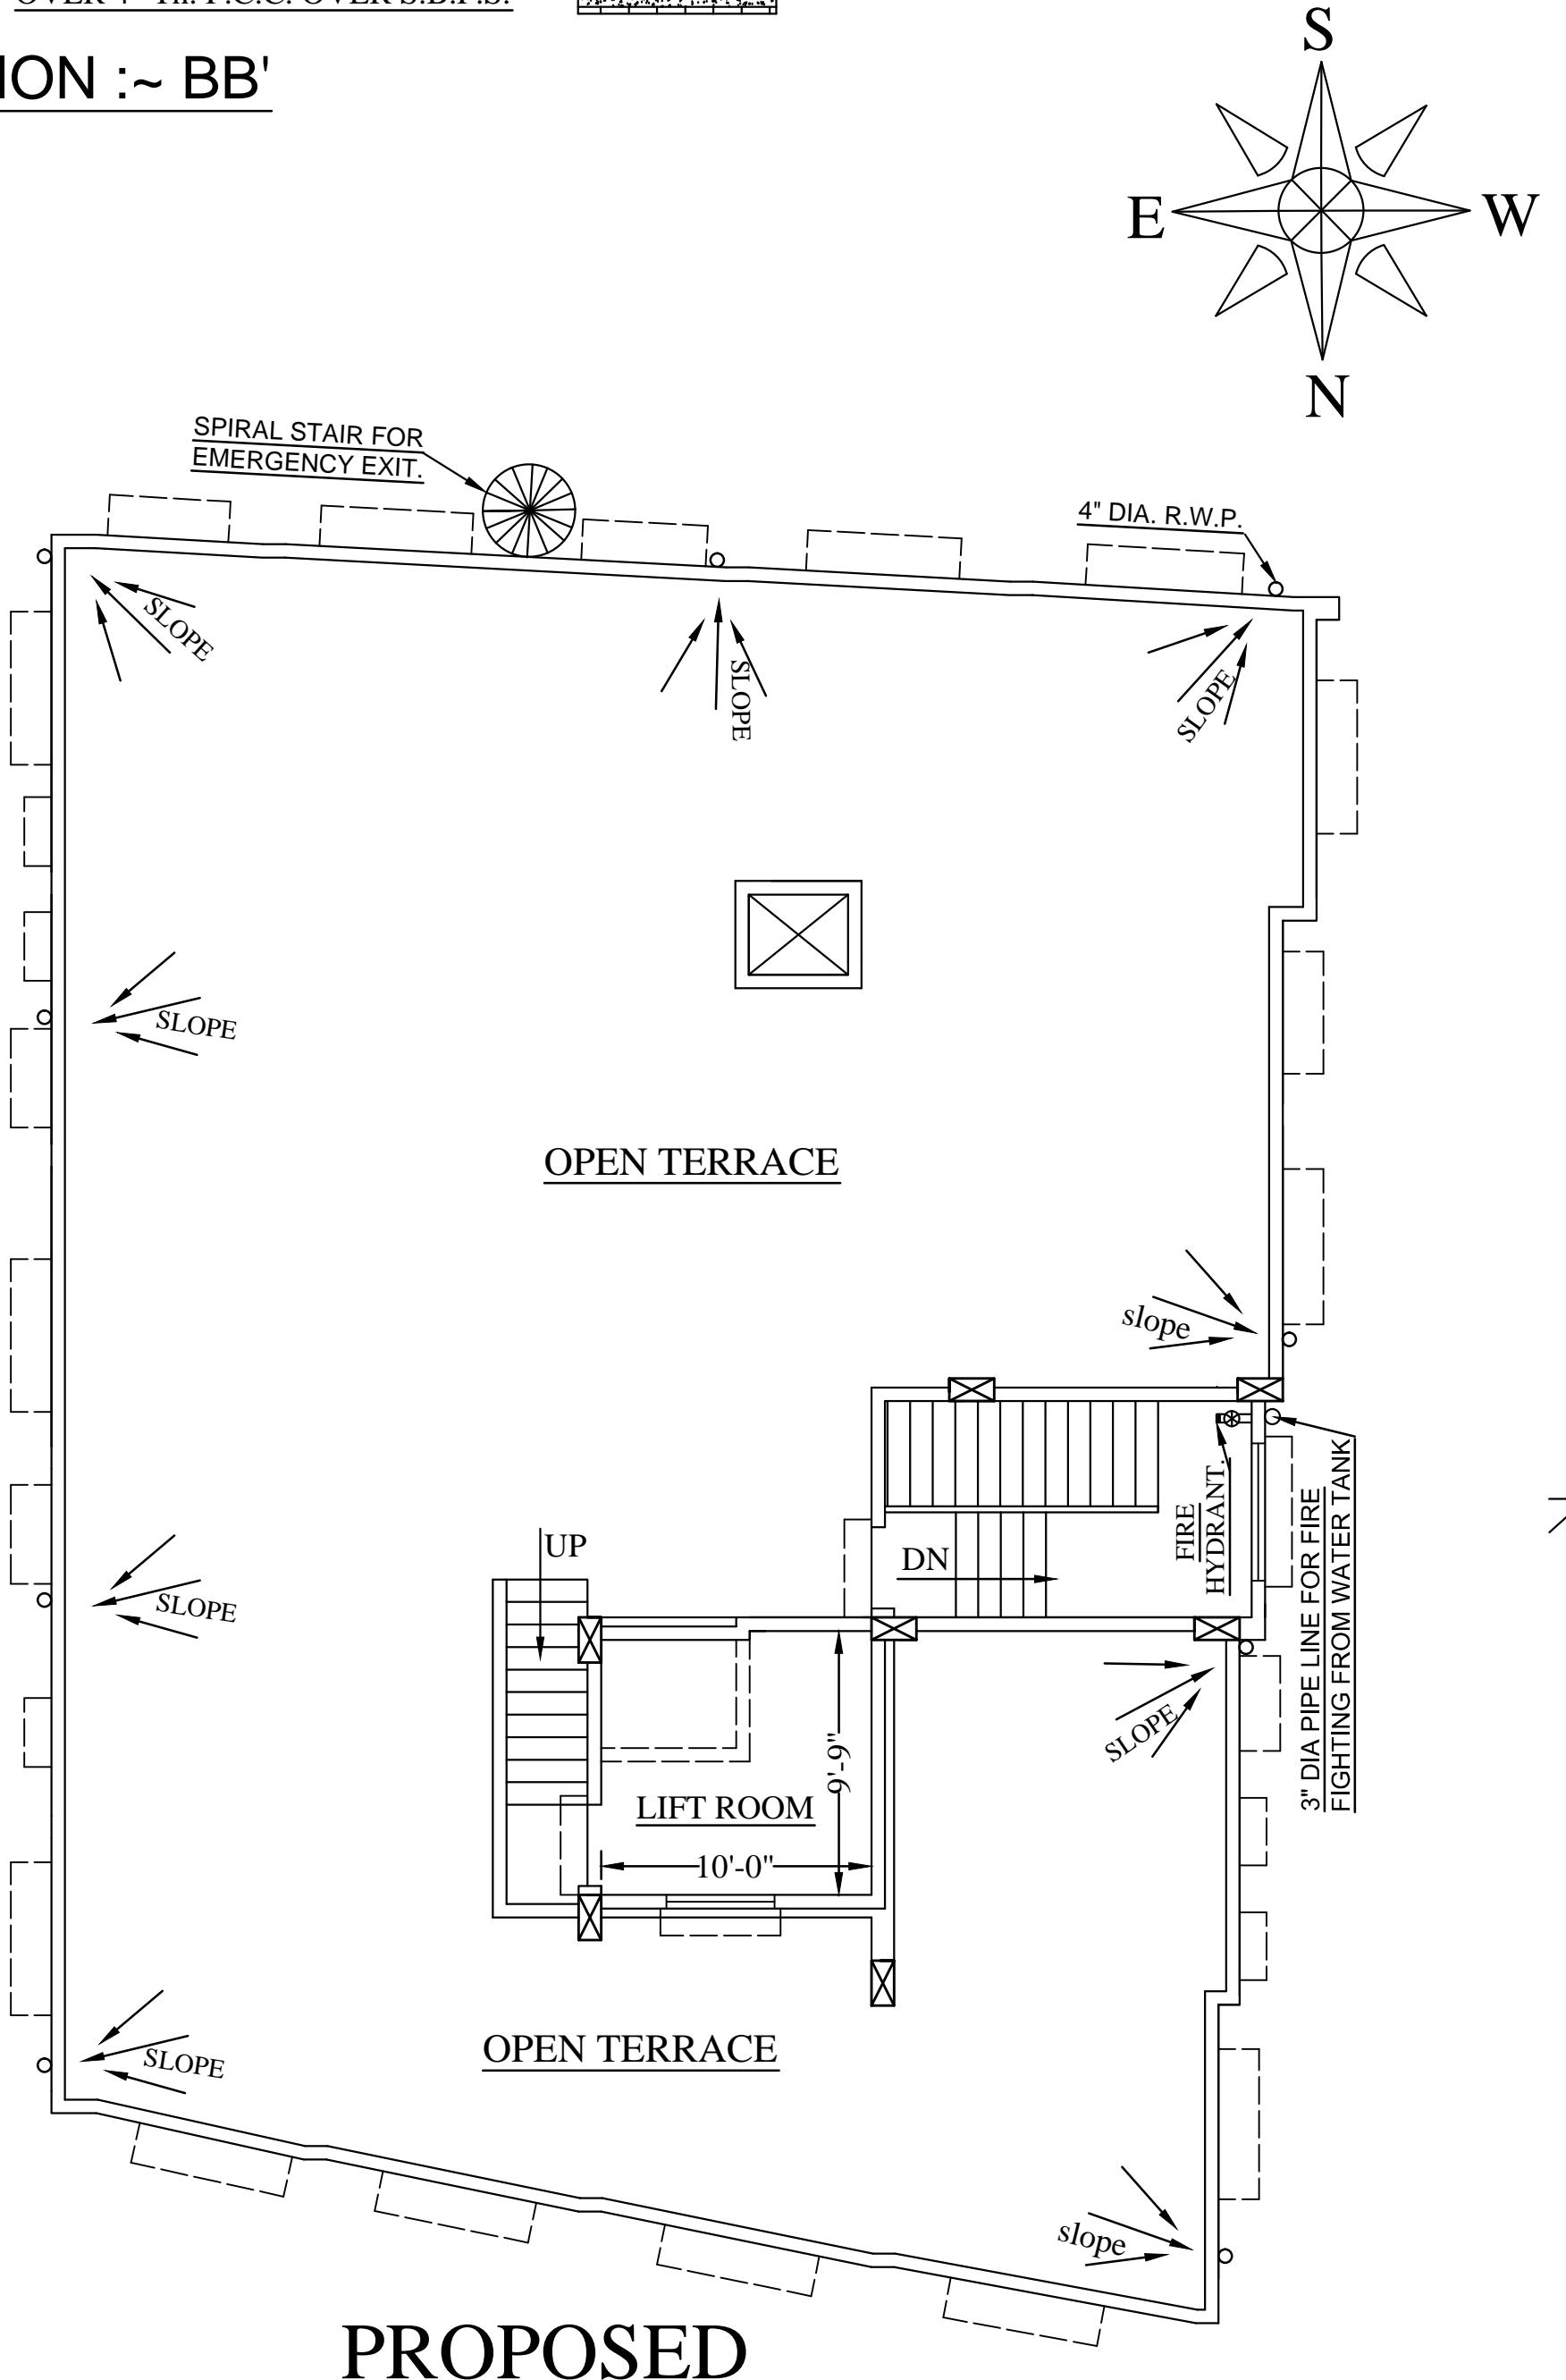 ION :~ BB'
S
E
W
N
SPIRAL STAIR FOR
EMERGENCY EXIT.
4" DIA. R.W.P.
SLOPE
SLOPE
SLOPE
SLOPE
OPEN TERRACE
slope
FIRE
HYDRANT.
3" DIA PIPE LINE FOR FIRE
FIGHTING FROM WATER TANK
UP
DN
SLOPE
SLOPE
9'-9"
LIFT ROOM
10'-0"
OPEN TERRACE
SLOPE
slope
PROPOSED